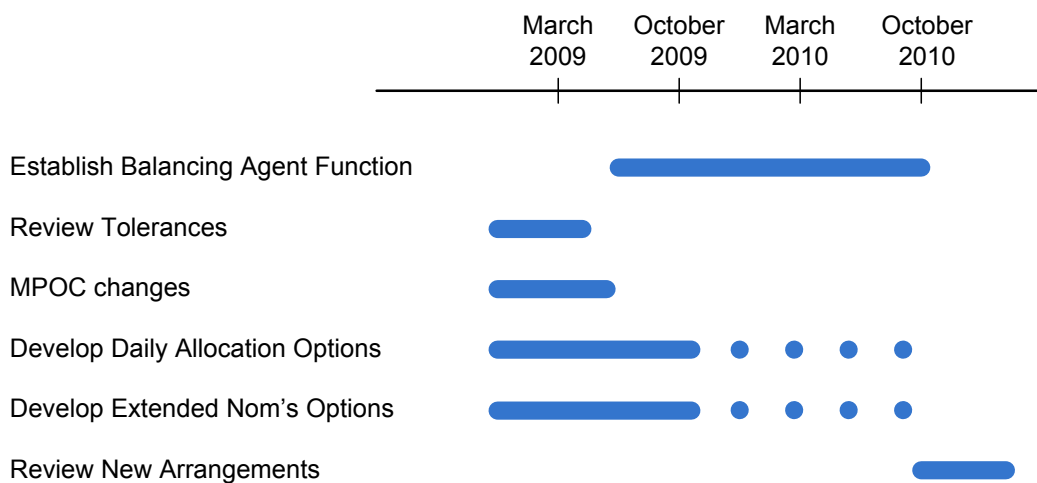 March October March October
2009 2009 2010 2010
Establish Balancing Agent Function
Review Tolerances
MPOC changes
Develop Daily Allocation Options
Develop Extended Nom’s Options
Review New Arrangements